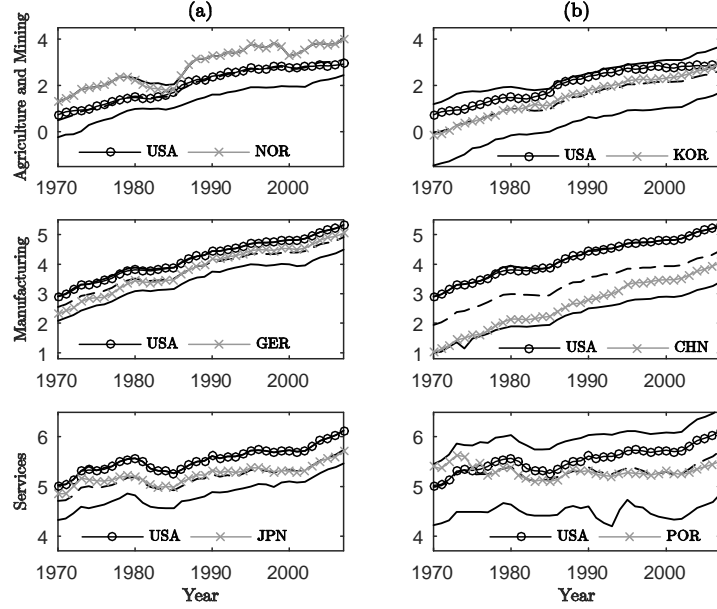 (a)
(b)
Agriculture and Mining
4
2
0
USA
NOR
1970
1980
1990
2000
4
2
0
USA
KOR
1970
1980
1990
2000
Manufacturing
5
4
3
2
1
USA
GER
1970
1980
1990
2000
5
4
3
2
1
USA
CHN
1970
1980
1990
2000
Services
6
5
4
USA
JPN
1970
1980
1990
2000
Year
6
5
4
USA
POR
1970
1980
1990
2000
Year